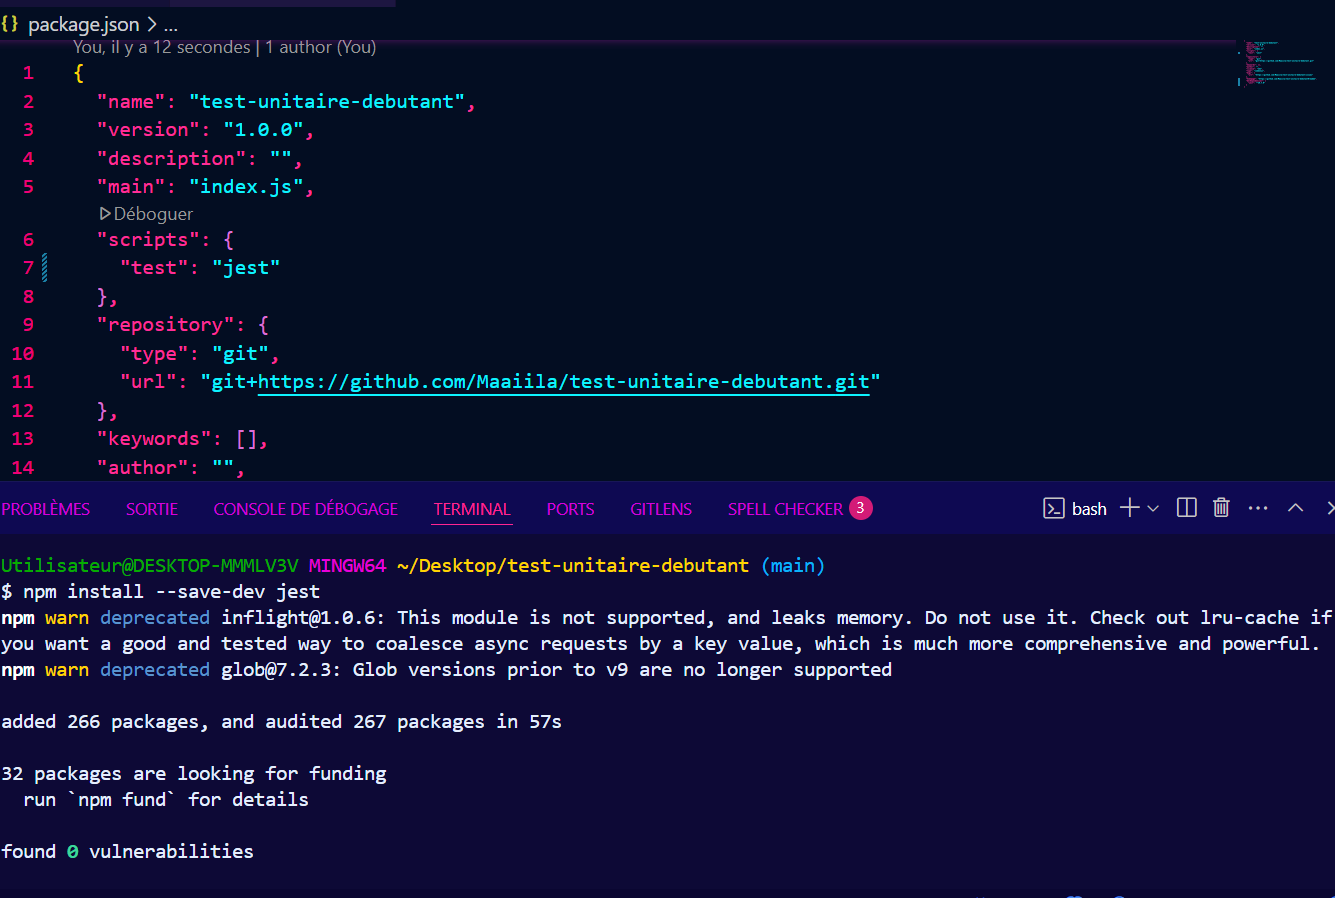 {} package.json > ...
You, il y a 12 secondes | 1 author (You)
1 {
2 "name": "test-unitaire-debutant",
3 "version": "1.0.0",
4 "description": "",
5 "main": "index.js",
Déboguer
6 "scripts": {
7 "test": "jest"
8 },
9 "repository": {
10 "type": "git",
11 "url": "git+https://github.com/Maaiila/test-unitaire-debutant.git"
12 },
13 "keywords": [],
14 "author": "",
PROBLÈMES SORTIE CONSOLE DE DÉBOGAGE TERMINAL PORTS GITLENS SPELL CHECKER 3 bash
Utilisateur@DESKTOP-MMMLV3V MINGW64 ~/Desktop/test-unitaire-debutant (main)
$ npm install --save-dev jest
npm warn deprecated inflight@1.0.6: This module is not supported, and leaks memory. Do not use it. Check out lru-cache if
you want a good and tested way to coalesce async requests by a key value, which is much more comprehensive and powerful.
npm warn deprecated glob@7.2.3: Glob versions prior to v9 are no longer supported
added 266 packages, and audited 267 packages in 57s
32 packages are looking for funding
run `npm fund` for details
found 0 vulnerabilities